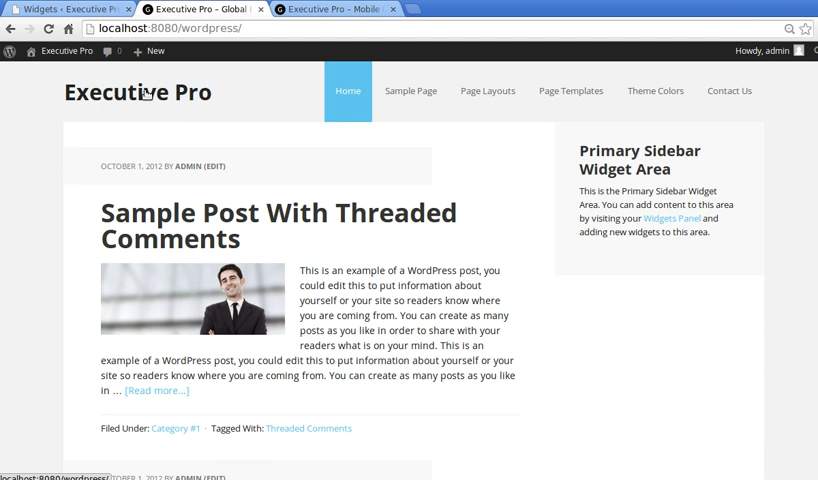 Widgets ‹ Executive Pr
Executive Pro – Global
Executive Pro – Mobile
localhost:8080/wordpress/
Executive Pro
0
New
Howdy, admin
Executive Pro
Home
Sample Page
Page Layouts
Page Templates
Theme Colors
Contact Us
OCTOBER 1, 2012 BY ADMIN (EDIT)
Sample Post With Threaded
Comments
This is an example of a WordPress post, you
could edit this to put information about
yourself or your site so readers know where
you are coming from. You can create as many
posts as you like in order to share with your
readers what is on your mind. This is an
example of a WordPress post, you could edit this to put information about yourself or your
site so readers know where you are coming from. You can create as many posts as you like
in … [Read more...]
Filed Under: Category #1 · Tagged With: Threaded Comments
Primary Sidebar
Widget Area
This is the Primary Sidebar Widget
Area. You can add content to this area
by visiting your Widgets Panel and
adding new widgets to this area.
localhost:8080/wordpress/
TOBER 1, 2012 BY ADMIN (EDIT)